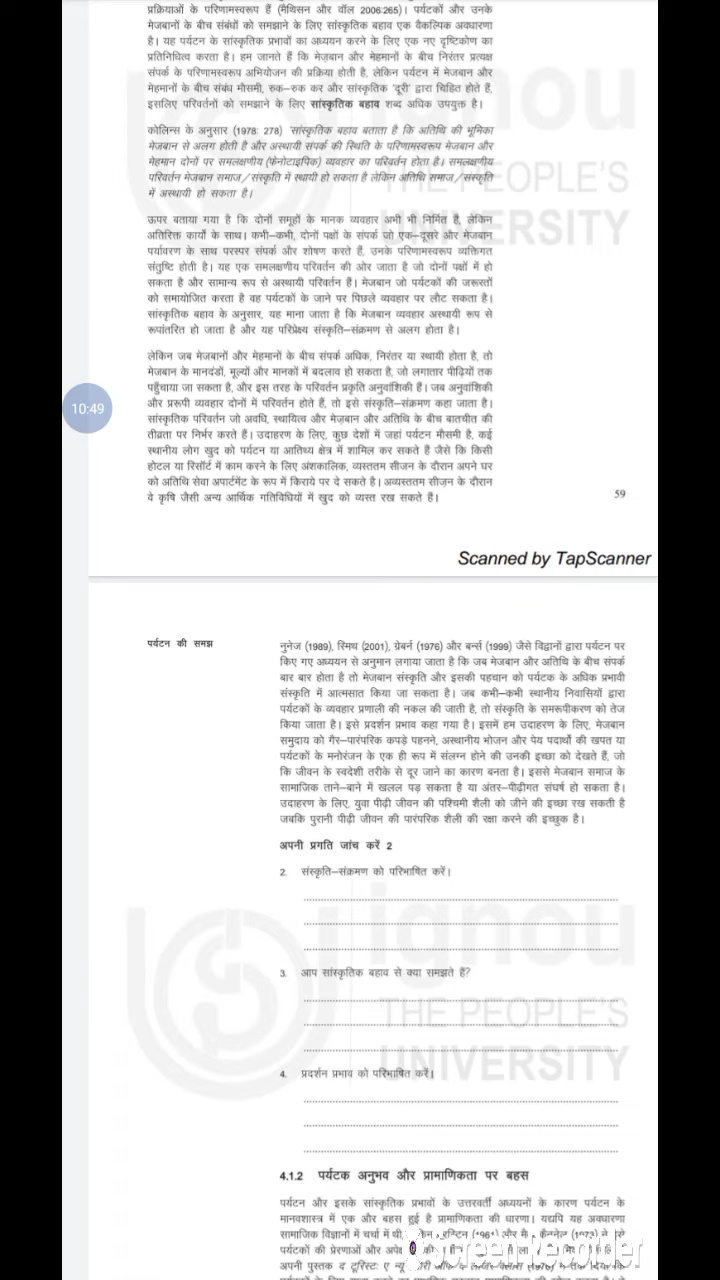 प्रक्रियाओं के परिणामस्वरूप हैं (मैथिसन और वॉल 2006:265)। पर्यटकों और उनके
मेजबानों के बीच संबंधों को समझाने के लिए सांस्कृतिक बहाव एक वैकल्पिक अवधारणा
है। यह पर्यटन के सांस्कृतिक प्रभावों का अध्ययन करने के लिए एक नए दृष्टिकोण का
प्रतिनिधित्व करता है। हम जानते हैं कि मेज़बान और मेहमानों के बीच निरंतर प्रत्यक्ष
संपर्क के परिणामस्वरूप अभियोजन की प्रक्रिया होती है, लेकिन पर्यटन में मेजबान और
मेहमानों के बीच संबंध मौसमी, रुक–रुक कर और सांस्कृतिक 'दूरी' द्वारा चिह्नित होते हैं,
इसलिए परिवर्तनों को समझाने के लिए सांस्कृतिक बहाव शब्द अधिक उपयुक्त है।
कोलिन्स के अनुसार (1978: 278) 'सांस्कृतिक बहाव बताता है कि अतिथि की भूमिका
मेजबान से अलग होती है और अस्थायी संपर्क की स्थिति के परिणामस्वरूप मेजबान और
मेहमान दोनों पर समलक्षणीय (फेनोटाइपिक) व्यवहार का परिवर्तन होता है। समलक्षणीय
परिवर्तन मेजबान समाज/संस्कृति में स्थायी हो सकता है लेकिन अतिथि समाज/संस्कृति
में अस्थायी हो सकता है।
ऊपर बताया गया है कि दोनों समूहों के मानक व्यवहार अभी भी निर्मित है, लेकिन
अतिरिक्त कार्यों के साथ। कभी–कभी, दोनों पक्षों के संपर्क जो एक–दूसरे और मेजबान
पर्यावरण के साथ परस्पर संपर्क और शोषण करते हैं, उनके परिणामस्वरूप व्यक्तिगत
संतुष्टि होती है। यह एक समलक्षणीय परिवर्तन की ओर जाता है जो दोनों पक्षों में हो
सकता है और सामान्य रूप से अस्थायी परिवर्तन हैं। मेजबान जो पर्यटकों की जरूरतों
को समायोजित करता है वह पर्यटकों के जाने पर पिछले व्यवहार पर लौट सकता है।
सांस्कृतिक बहाव के अनुसार, यह माना जाता है कि मेजबान व्यवहार अस्थायी रूप से
रूपांतरित हो जाता है और यह परिप्रेक्ष्य संस्कृति–संक्रमण से अलग होता है।
लेकिन जब मेजबानों और मेहमानों के बीच संपर्क अधिक, निरंतर या स्थायी होता है, तो
मेजबान के मानदंडों, मूल्यों और मानकों में बदलाव हो सकता है, जो लगातार पीढ़ियों तक
पहुँचाया जा सकता है, और इस तरह के परिवर्तन प्रकृति अनुवांशिकी हैं। जब अनुवांशिकी
और प्ररूपी व्यवहार दोनों में परिवर्तन होते हैं, तो इसे संस्कृति–संक्रमण कहा जाता है।
10:49
सांस्कृतिक परिवर्तन जो अवधि, स्थायित्व और मेज़बान और अतिथि के बीच बातचीत की
तीव्रता पर निर्भर करते हैं। उदाहरण के लिए, कुछ देशों में जहां पर्यटन मौसमी है, कई
स्थानीय लोग खुद को पर्यटन या आतिथ्य क्षेत्र में शामिल कर सकते हैं जैसे कि किसी
होटल या रिसॉर्ट में काम करने के लिए अंशकालिक, व्यस्ततम सीजन के दौरान अपने घर
को अतिथि सेवा अपार्टमेंट के रूप में किराये पर दे सकते है। अव्यस्ततम सीज़न के दौरान
वे कृषि जैसी अन्य आर्थिक गतिविधियों में खुद को व्यस्त रख सकते हैं।
59
Scanned by TapScanner
पर्यटन की समझ
नुनेज (1989), स्मिथ (2001), ग्रेबर्न (1976) और बर्न्स (1999) जैसे विद्वानों द्वारा पर्यटन पर
किए गए अध्ययन से अनुमान लगाया जाता है कि जब मेजबान और अतिथि के बीच संपर्क
बार बार होता है तो मेजबान संस्कृति और इसकी पहचान को पर्यटक के अधिक प्रभावी
संस्कृति में आत्मसात किया जा सकता है। जब कभी–कभी स्थानीय निवासियों द्वारा
पर्यटकों के व्यवहार प्रणाली की नकल की जाती है, तो संस्कृति के समरूपीकरण को तेज
किया जाता है। इसे प्रदर्शन प्रभाव कहा गया है। इसमें हम उदाहरण के लिए, मेजबान
समुदाय को गैर–पारंपरिक कपड़े पहनने, अस्थानीय भोजन और पेय पदार्थों की खपत या
पर्यटकों के मनोरंजन के एक ही रूप में संलग्न होने की उनकी इच्छा को देखते हैं, जो
कि जीवन के स्वदेशी तरीके से दूर जाने का कारण बनता है। इससे मेजबान समाज के
सामाजिक ताने–बाने में खलल पड़ सकता है या अंतर–पीढ़ीगत संघर्ष हो सकता है।
उदाहरण के लिए, युवा पीढ़ी जीवन की पश्चिमी शैली को जीने की इच्छा रख सकती है
जबकि पुरानी पीढ़ी जीवन की पारंपरिक शैली की रक्षा करने की इच्छुक है।
अपनी प्रगति जांच करें 2
2. संस्कृति–संक्रमण को परिभाषित करें।
3. आप सांस्कृतिक बहाव से क्या समझते हैं?
4. प्रदर्शन प्रभाव को परिभाषित करें।
ignou
THE PEOPLE'S
UNIVERSITY
4.1.2 पर्यटक अनुभव और प्रामाणिकता पर बहस
पर्यटन और इसके सांस्कृतिक प्रभावों के उत्तरवर्ती अध्ययनों के कारण पर्यटन के
मानवशास्त्र में एक और बहस हुई है प्रामाणिकता की धारणा। यद्यपि यह अवधारणा
सामाजिक विज्ञानों में चर्चा में थी,
पर्यटकों की प्रेरणाओं और
अपनी पुस्तक द टूरिस्टः ए न्यू
Screen Recorder